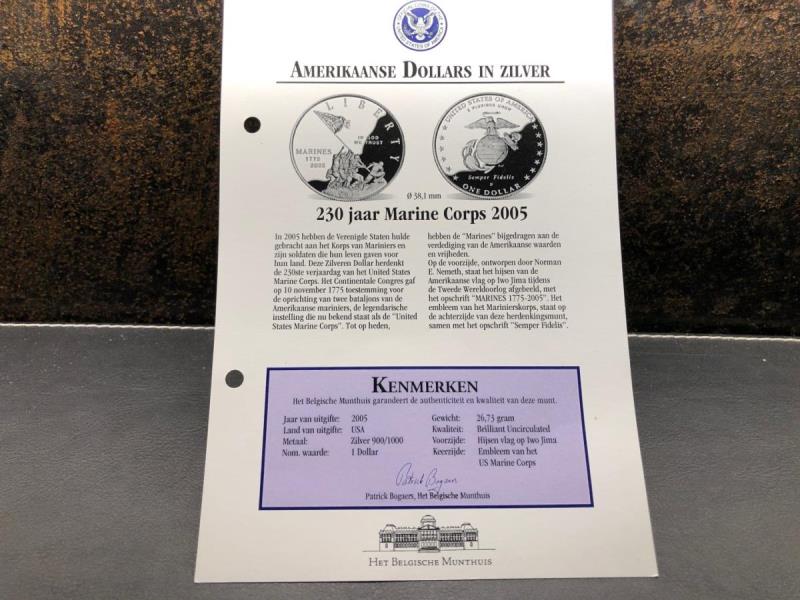 AMERIKAANSE DOLLARS IN ZILVER
LIBERTY
IN GOD
WE TRUST
MARINES
1775
2005
UNITED STATES OF AMERICA
E PLURIBUS UNUM
Semper Fidelis
ONE DOLLAR
Ø 38,1 mm
230 jaar Marine Corps 2005
In 2005 hebben de Verenigde Staten hulde
gebracht aan het Korps van Mariniers en
zijn soldaten die hun leven gaven voor
hun land. Deze Zilveren Dollar herdenkt
de 230ste verjaardag van het United States
Marine Corps. Het Continentale Congres gaf
op 10 november 1775 toestemming voor
de oprichting van twee bataljons van de
Amerikaanse mariniers, de legendarische
instelling die nu bekend staat als de "United
States Marine Corps". Tot op heden,
hebben de "Marines" bijgedragen aan de
verdediging van de Amerikaanse waarden
en vrijheden.
Op de voorzijde, ontworpen door Norman
E. Nemeth, staat het hijsen van de
Amerikaanse vlag op Iwo Jima tijdens
de Tweede Wereldoorlog afgebeeld, met
het opschrift "MARINES 1775-2005". Het
embleem van het Marinierskorps, staat op
de achterzijde van deze herdenkingsmunt,
samen met het opschrift "Semper Fidelis".
KENMERKEN
Het Belgische Munthuis garandeert de authenticiteit en kwaliteit van deze munt.
Jaar van uitgifte: 2005
Land van uitgifte: USA
Metaal: Zilver 900/1000
Nom. waarde: 1 Dollar
Gewicht: 26,73 gram
Kwaliteit: Brilliant Uncirculated
Voorzijde: Hijsen vlag op Iwo Jima
Keerzijde: Embleem van het
US Marine Corps
Patrick Bogaers
Patrick Bogaers, Het Belgische Munthuis
HET BELGISCHE MUNTHUIS